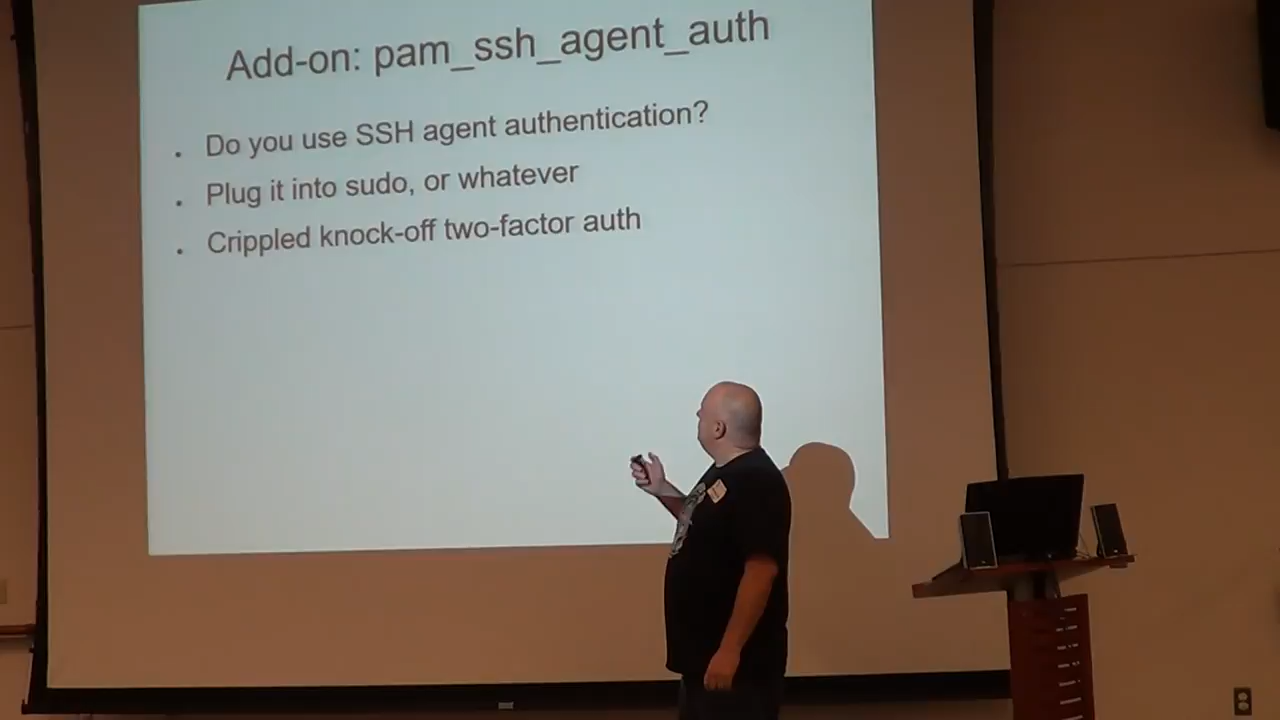 Add-on: pam_ssh_agent_auth
. Do you use SSH agent authentication?
. Plug it into sudo, or whatever
. Crippled knock-off two-factor auth